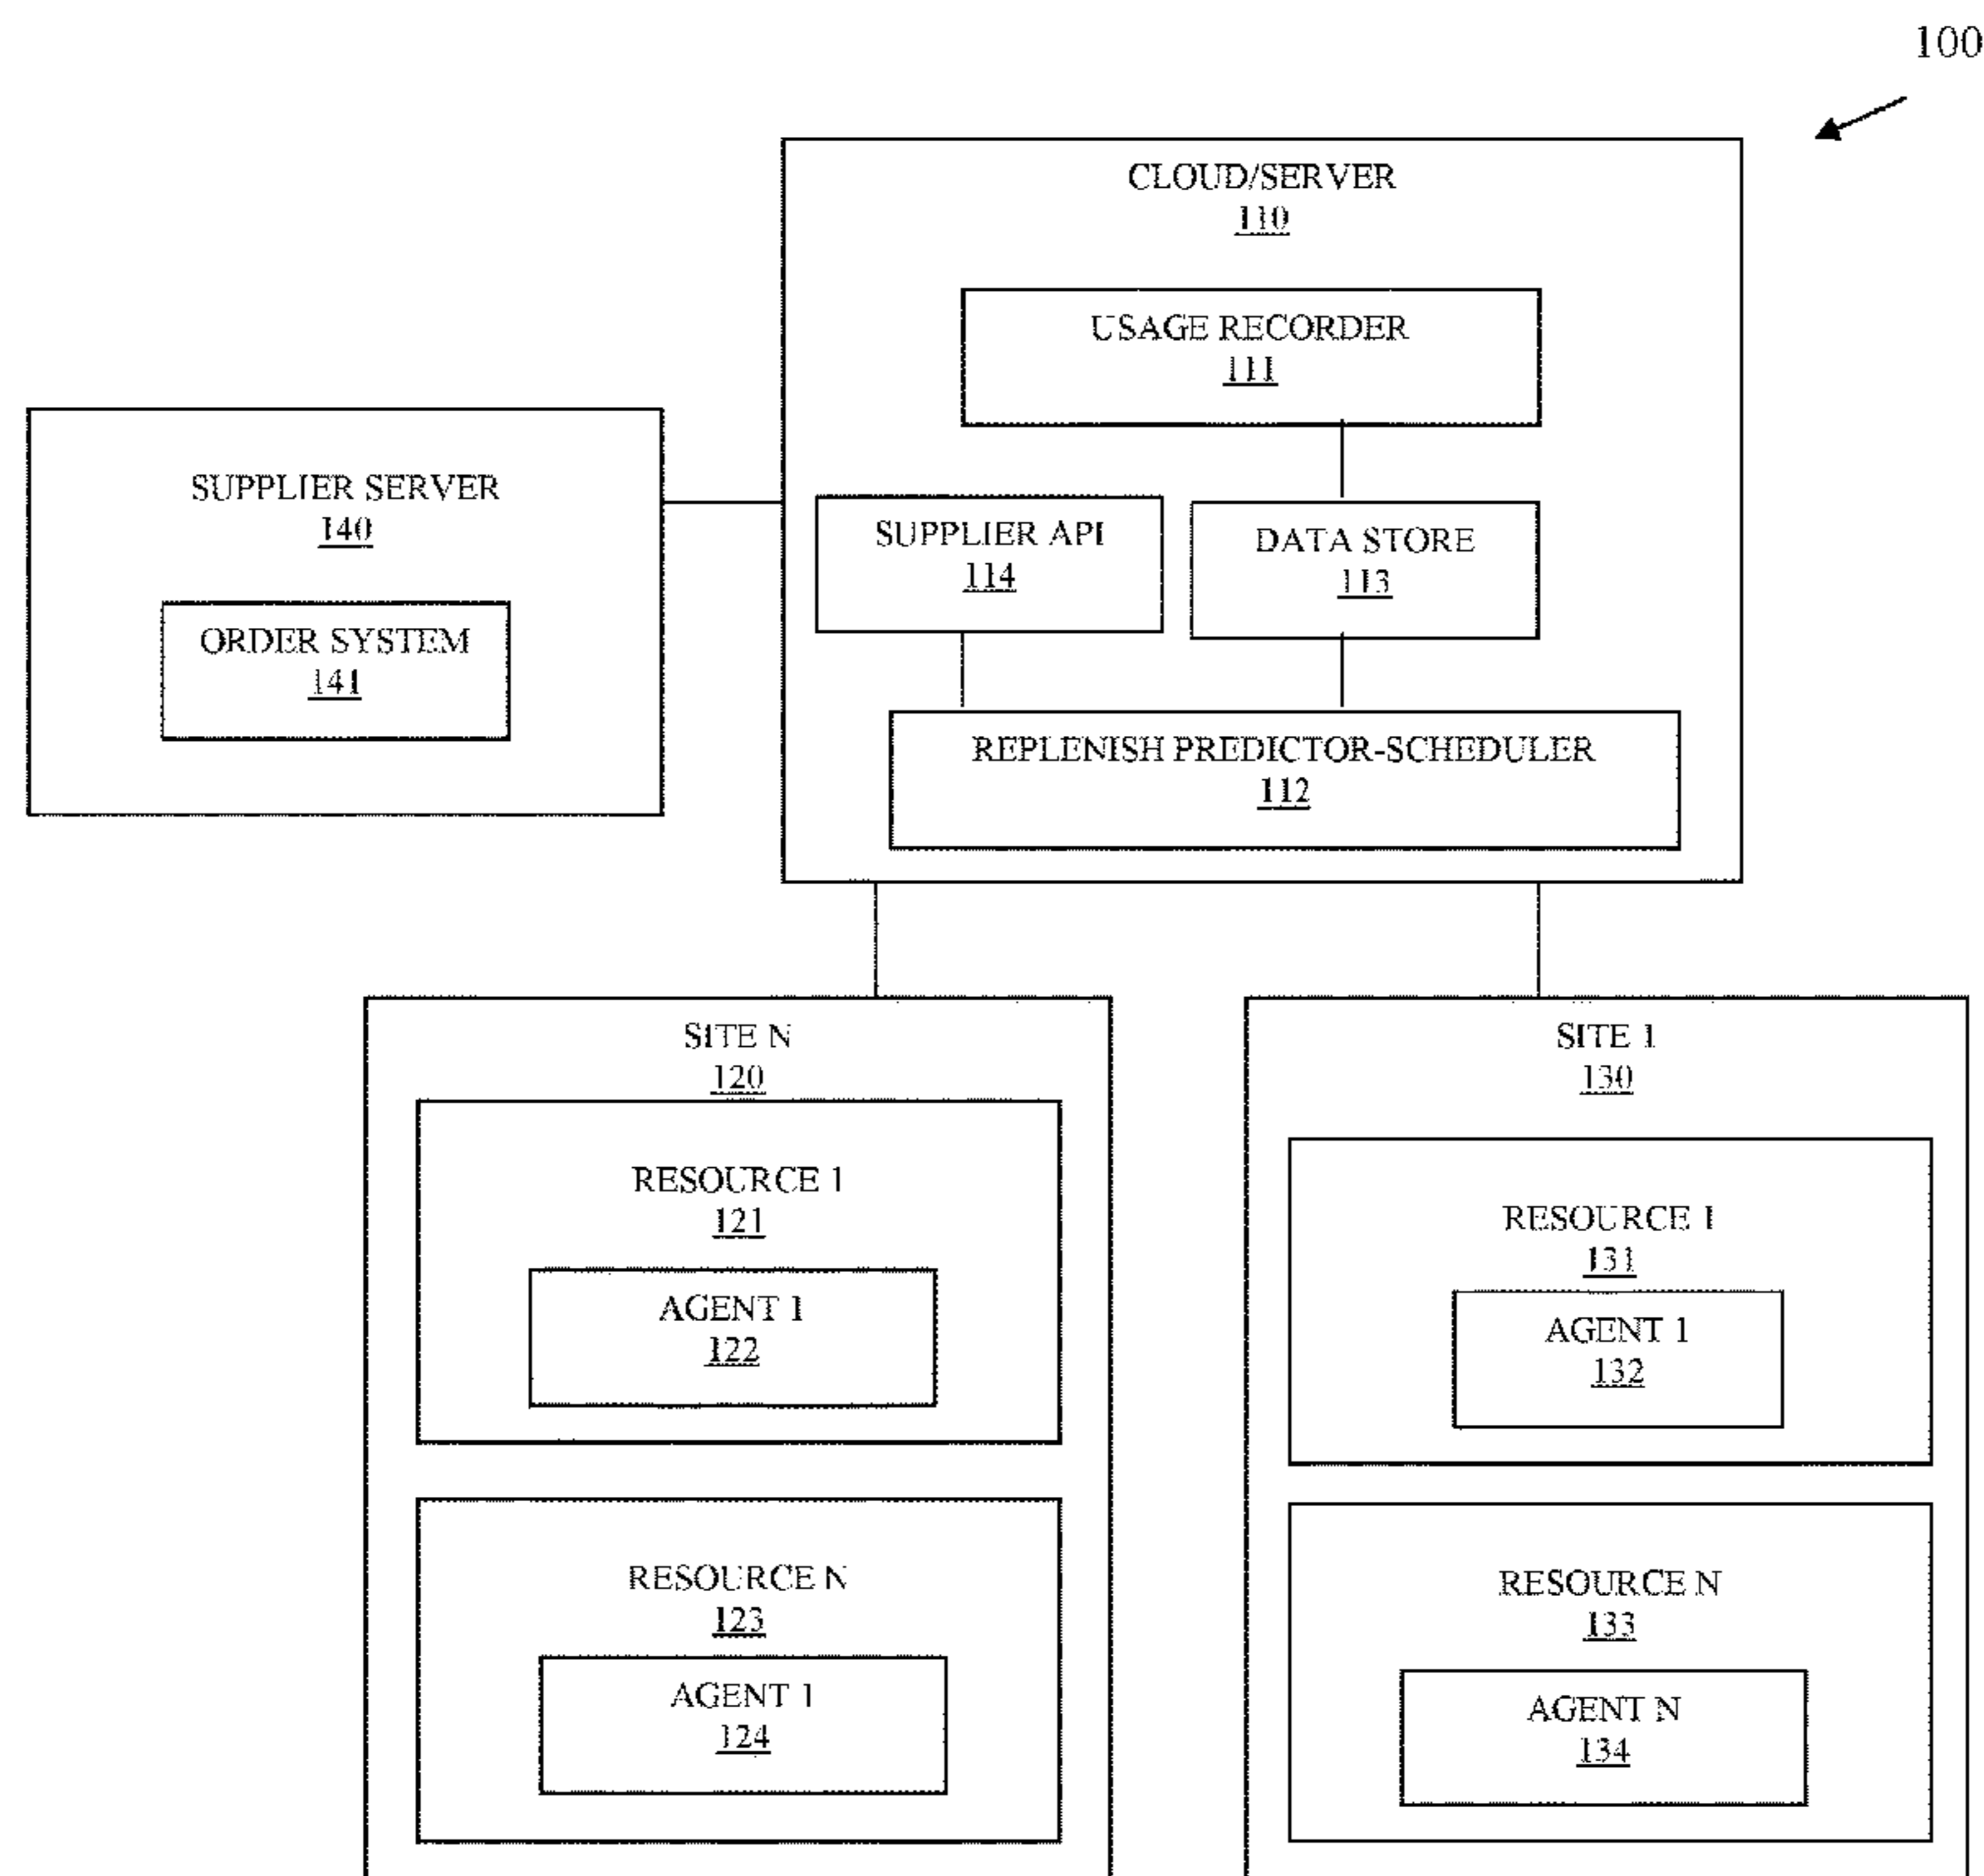 100
CLOUD/SERVER
110
USAGE RECORDER
111
SUPPLIER SERVER
140
ORDER SYSTEM
141
SUPPLIER API
114
DATA STORE
113
REPLENISH PREDICTOR-SCHEDULER
112
SITE N
120
RESOURCE 1
121
AGENT 1
122
RESOURCE N
123
AGENT 1
124
SITE 1
130
RESOURCE 1
131
AGENT 1
132
RESOURCE N
133
AGENT N
134